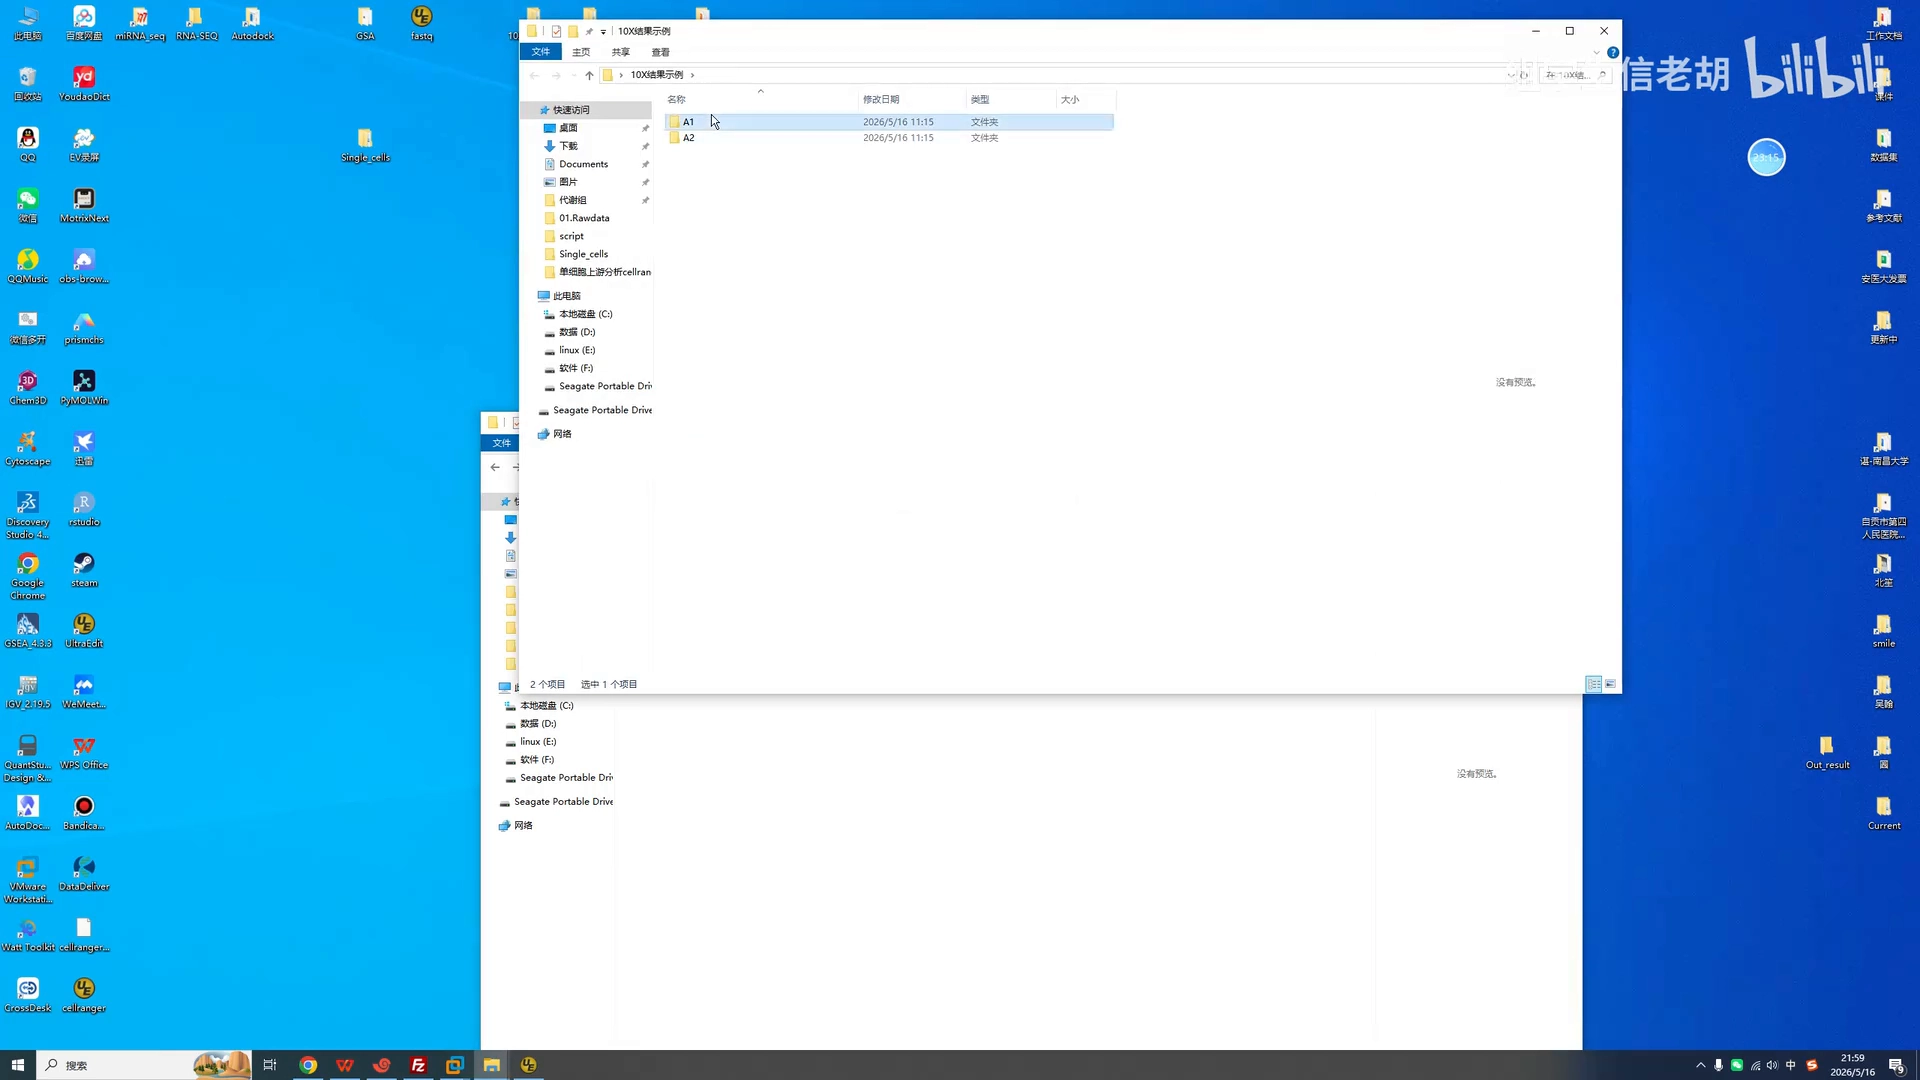 此电脑
百度网盘
miRNA_seq
RNA-SEQ
Autodock
GSA
fastq
回收站
YoudaoDict
QQ
EV录屏
Single_cells
微信
MotrixNext
QQMusic
obs-brow...
微信多开
prismchs
Chem3D
PyMOLWin
Cytoscape
迅雷
Discovery
Studio 4...
rstudio
Google
Chrome
steam
GSEA_4.3.3
UltraEdit
IGV_2.19.5
WeMeet...
QuantStu...
Design &...
WPS Office
AutoDoc...
Bandica...
VMware
Workstati...
DataDeliver
Watt Toolkit
cellranger...
CrossDesk
cellranger
10X结果示例
文件
主页
共享
查看
10X结果示例
名称
修改日期
类型
大小
A1
2026/5/16 11:15
文件夹
A2
2026/5/16 11:15
文件夹
快速访问
桌面
下载
Documents
图片
代谢组
01.Rawdata
script
Single_cells
单细胞上游分析cellran
此电脑
本地磁盘 (C:)
数据 (D:)
linux (E:)
软件 (F:)
Seagate Portable Driv
Seagate Portable Drive
网络
没有预览。
2 个项目
选中 1 个项目
文件
本地磁盘 (C:)
数据 (D:)
linux (E:)
软件 (F:)
Seagate Portable Driv
Seagate Portable Drive
网络
没有预览。
信老胡
bilibili
23:15
工作文档
课件
数据集
参考文献
安医大发票
更新中
谌-南昌大学
自贡市第四
人民医院...
北笙
smile
吴翰
Out_result
圆
Current
搜索
中
21:59
2026/5/16